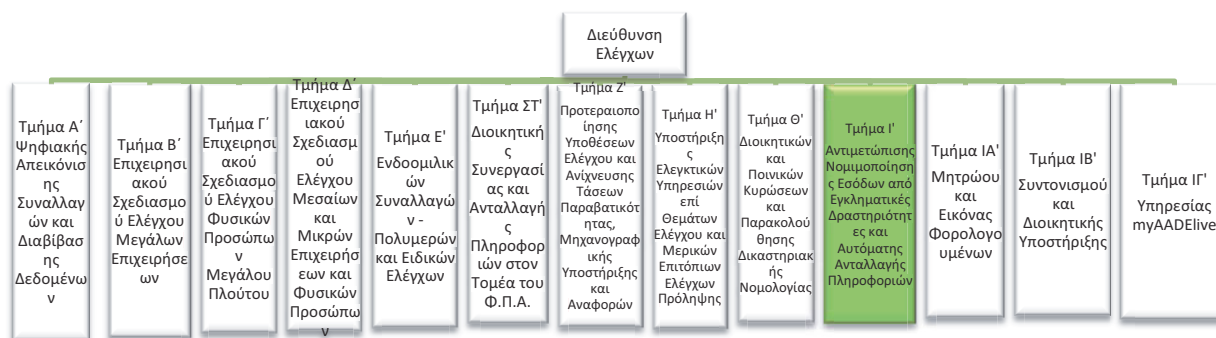 Διεύθυνση
Ελέγχων
Τμήμα Α΄
Ψηφιακής
Απεικόνισ
ης
Συναλλαγ
ών και
Διαβίβασ
ης
Δεδομένω
ν
Τμήμα Β΄
Επιχειρησι
ακού
Σχεδιασμο
ύ Ελέγχου
Μεγάλων
Επιχειρήσε
ων
Τμήμα Γ΄
Επιχειρησι
ακού
Σχεδιασμο
ύ Ελέγχου
Φυσικών
Προσώπω
ν
Μεγάλου
Πλούτου
Τμήμα Δ΄
Επιχειρησ
ιακού
Σχεδιασμ
ού
Ελέγχου
Μεσαίων
και
Μικρών
Επιχειρήσ
εων και
Φυσικών
Προσώπω
ν
Τμήμα Ε'
Ενδοομιλικ
ών
Συναλλαγώ
ν -
Πολυμερών
και Ειδικών
Ελέγχων
Τμήμα ΣΤ'
Διοικητική
ς
Συνεργασ
ίας και
Ανταλλαγή
ς
Πληροφορ
ιών στον
Τομέα του
Φ.Π.Α.
Τμήμα Ζ'
Προτεραιοπο
ίησης
Υποθέσεων
Ελέγχου και
Ανίχνευσης
Τάσεων
Παραβατικότ
ητας,
Μηχανογραφ
ικής
Υποστήριξης
και
Αναφορών
Τμήμα Η'
Υποστήριξη
ς
Ελεγκτικών
Υπηρεσιών
επί
Θεμάτων
Ελέγχου και
Μερικών
Επιτόπιων
Ελέγχων
Πρόληψης
Τμήμα Θ'
Διοικητικών
και
Ποινικών
Κυρώσεων
και
Παρακολού
θησης
Δικαστηριακ
ής
Νομολογίας
Τμήμα Ι'
Αντιμετώπισης
Νομιμοποίηση
ς Εσόδων από
Εγκληματικές
Δραστηριότητ
ες και
Αυτόματης
Ανταλλαγής
Πληροφοριών
Τμήμα ΙΑ'
Μητρώου
και
Εικόνας
Φορολογο
υμένων
Τμήμα ΙΒ'
Συντονισμού
και
Διοικητικής
Υποστήριξης
Τμήμα ΙΓ'
Υπηρεσίας
myAADElive